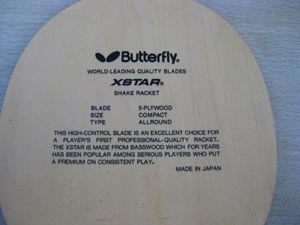 Butterfly®
WORLD-LEADING QUALITY BLADES
XSTAR®
SHAKE RACKET
BLADE 5-PLYWOOD
SIZE COMPACT
TYPE ALLROUND
THIS HIGH-CONTROL BLADE IS AN EXCELLENT CHOICE FOR
A PLAYER'S FIRST PROFESSIONAL-QUALITY RACKET.
THE XSTAR IS MADE FROM BASSWOOD WHICH FOR YEARS
HAS BEEN POPULAR AMONG SERIOUS PLAYERS WHO PUT
A PREMIUM ON CONSISTENT PLAY.
MADE IN JAPAN